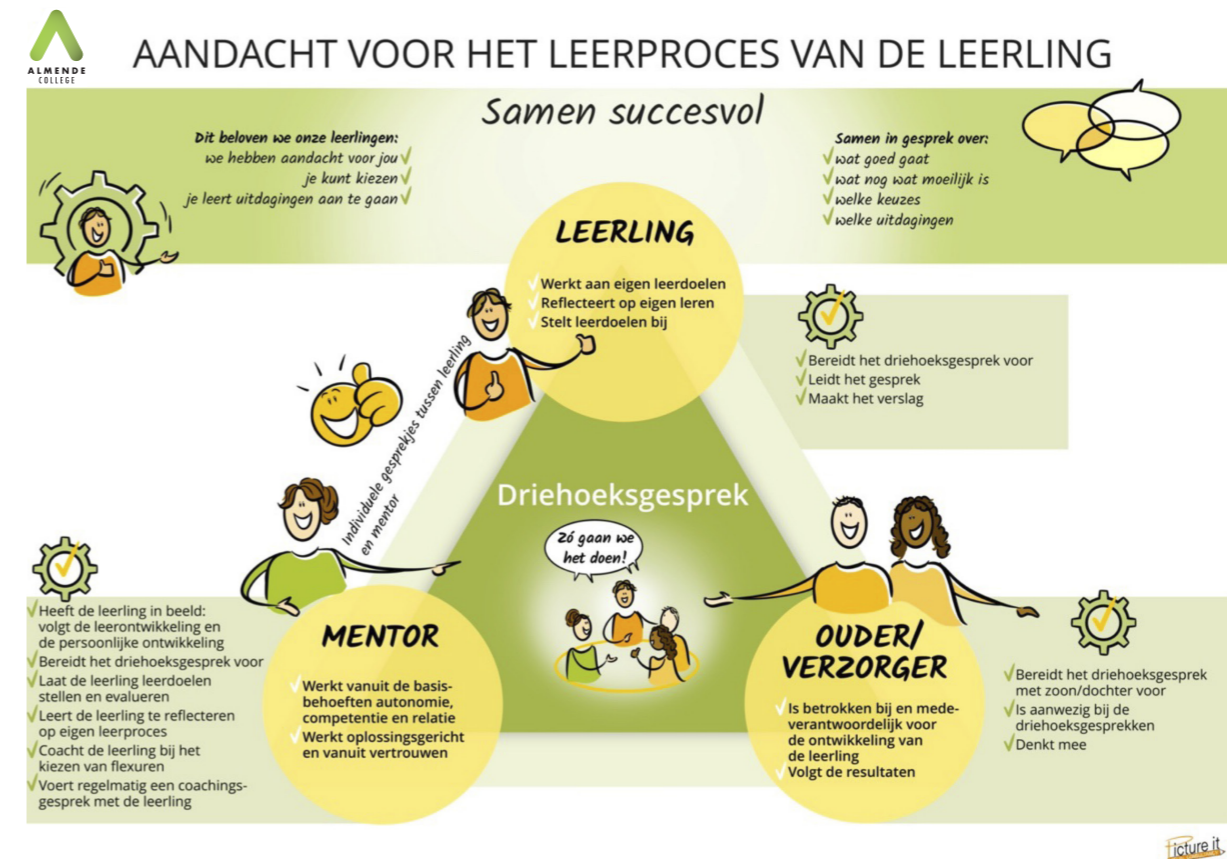 ALMENDE
COLLEGE
AANDACHT VOOR HET LEERPROCES VAN DE LEERLING
Samen succesvol
Dit beloven we onze leerlingen:
we hebben aandacht voor jou
je kunt kiezen
je leert uitdagingen aan te gaan
Samen in gesprek over:
wat goed gaat
wat nog wat moeilijk is
welke keuzes
welke uitdagingen
LEERLING
Werkt aan eigen leerdoelen
Reflecteert op eigen leren
Stelt leerdoelen bij
Bereidt het driehoeksgesprek voor
Leidt het gesprek
Maakt het verslag
Individuele gesprekjes tussen leerling
en mentor
Driehoeksgesprek
Zó gaan we
het doen!
Heeft de leerling in beeld:
volgt de leerontwikkeling en
de persoonlijke ontwikkeling
Bereidt het driehoeksgesprek voor
Laat de leerling leerdoelen
stellen en evalueren
Leert de leerling te reflecteren
op eigen leerproces
Coacht de leerling bij het
kiezen van flexuren
Voert regelmatig een coachings-
gesprek met de leerling
MENTOR
Werkt vanuit de basis-
behoeften autonomie,
competentie en relatie
Werkt oplossingsgericht
en vanuit vertrouwen
OUDER/
VERZORGER
Is betrokken bij en mede-
verantwoordelijk voor
de ontwikkeling van
de leerling
Volgt de resultaten
Bereidt het driehoeksgesprek
met zoon/dochter voor
Is aanwezig bij de
driehoeksgesprekken
Denkt mee
Picture it